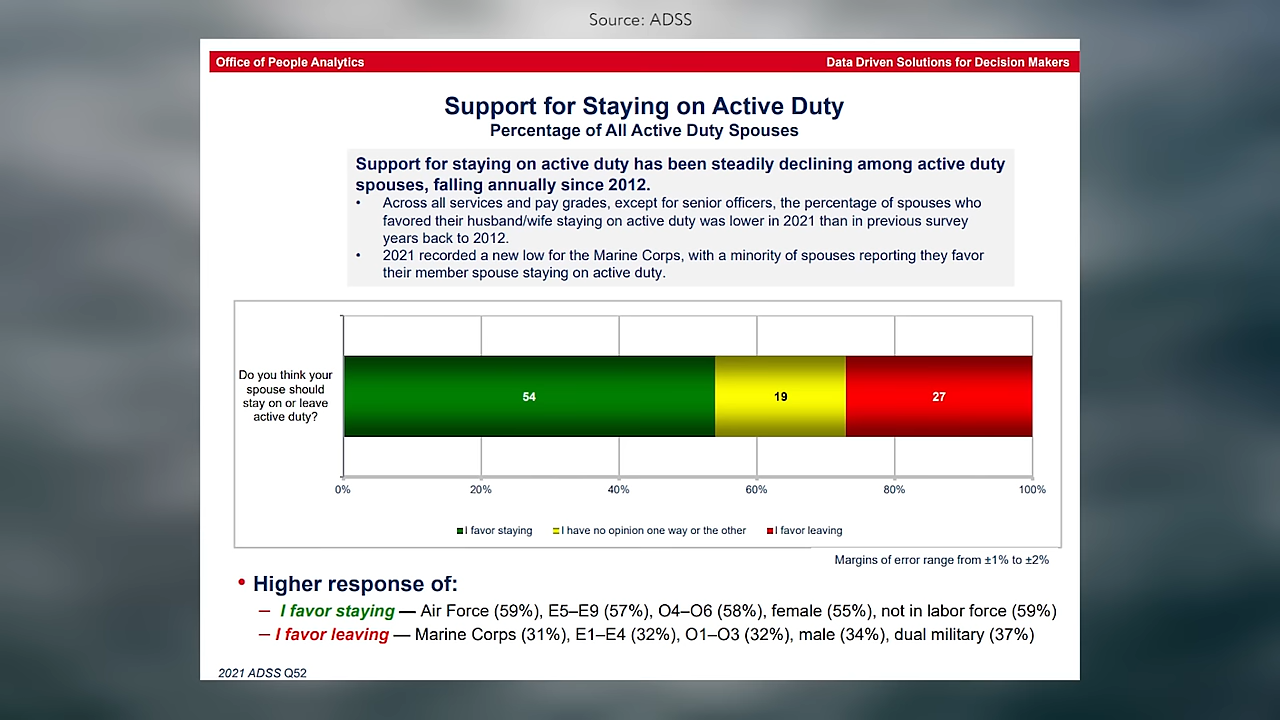 Source: ADSS
Office of People Analytics
Data Driven Solutions for Decision Makers
Support for Staying on Active Duty
Percentage of All Active Duty Spouses
Support for staying on active duty has been steadily declining among active duty
spouses, falling annually since 2012.
• Across all services and pay grades, except for senior officers, the percentage of spouses who
favored their husband/wife staying on active duty was lower in 2021 than in previous survey
years back to 2012.
• 2021 recorded a new low for the Marine Corps, with a minority of spouses reporting they favor
their member spouse staying on active duty.
Do you think your
spouse should
stay on or leave
active duty?
54 19 27
0% 20% 40% 60% 80% 100%
I favor staying I have no opinion one way or the other I favor leaving
Margins of error range from ±1% to ±2%
• Higher response of:
– I favor staying — Air Force (59%), E5–E9 (57%), O4–O6 (58%), female (55%), not in labor force (59%)
– I favor leaving — Marine Corps (31%), E1–E4 (32%), O1–O3 (32%), male (34%), dual military (37%)
2021 ADSS Q52